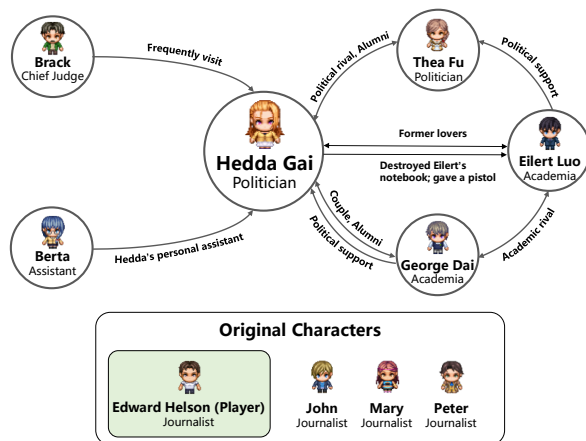 Brack
Chief Judge
Frequently visit
Political rival, Alumni
Thea Fu
Politician
Political support
Hedda Gai
Politician
Former lovers
Destroyed Eilert's
notebook; gave a pistol
Eilert Luo
Academia
Berta
Assistant
Hedda's personal assistant
Couple, Alumni
Political support
George Dai
Academia
Academic rival
Original Characters
Edward Helson (Player)
Journalist
John
Journalist
Mary
Journalist
Peter
Journalist